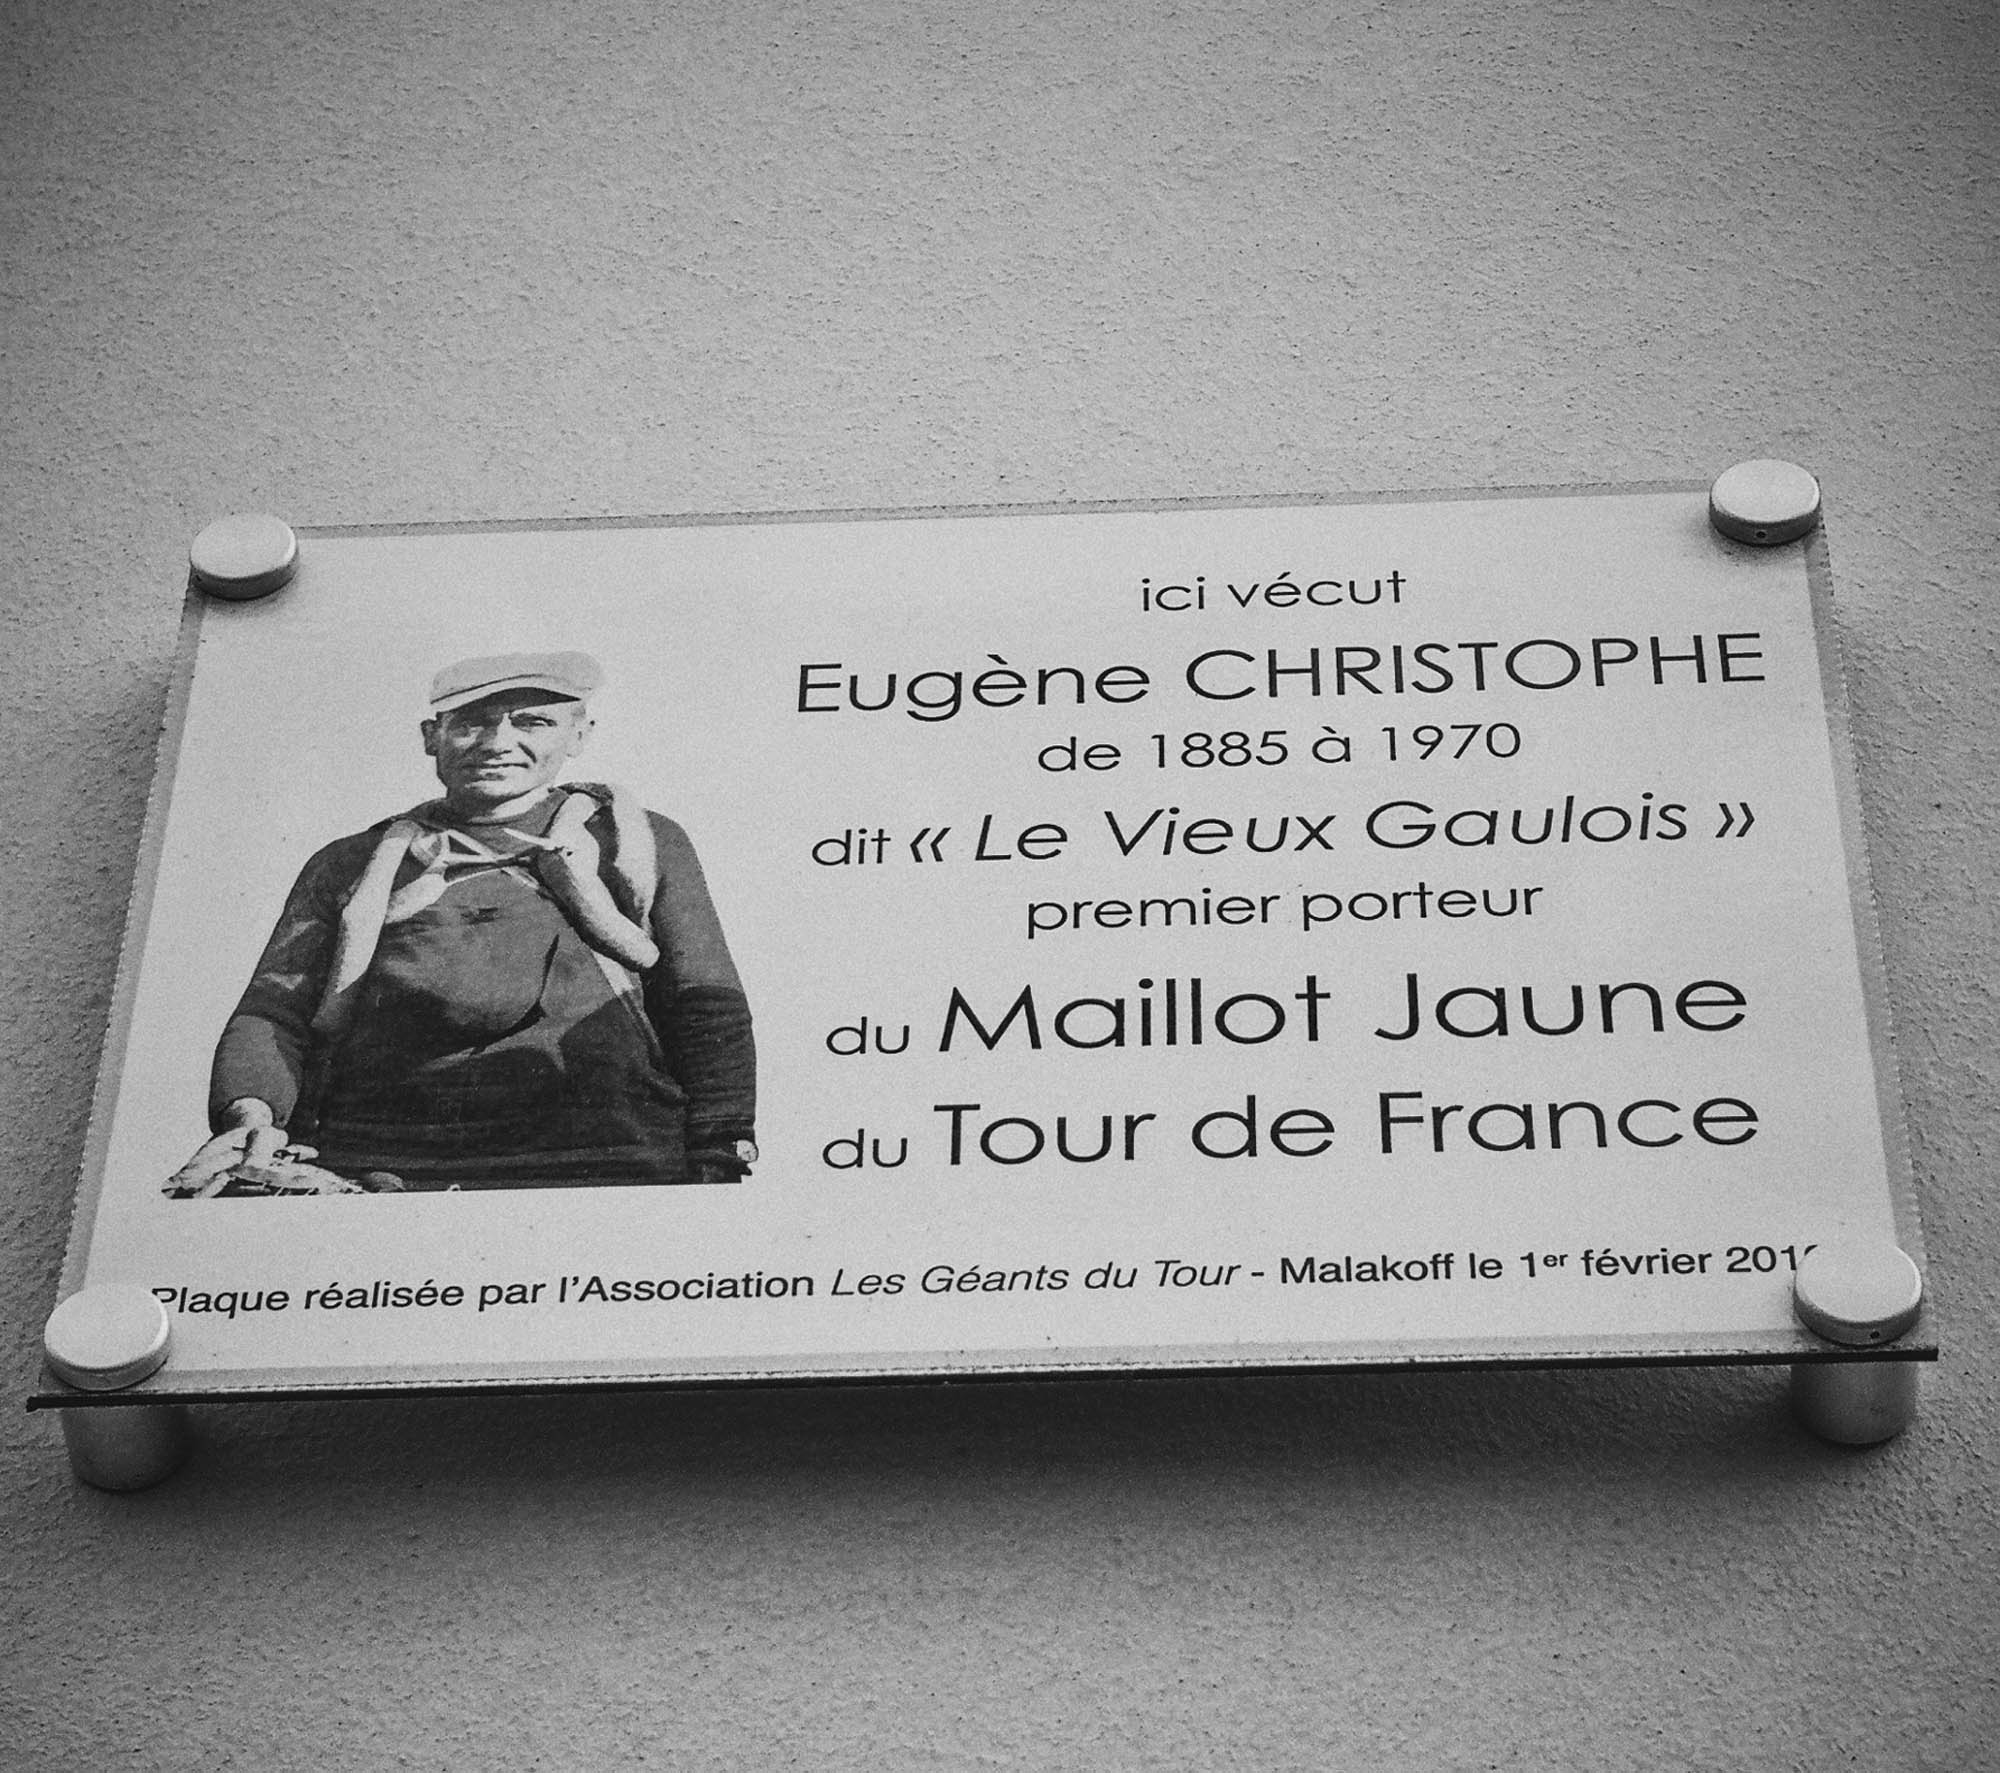 ici vécut
Eugène CHRISTOPHE
de 1885 à 1970
dit « Le Vieux Gaulois »
premier porteur
du Maillot Jaune
du Tour de France
Plaque réalisée par l'Association Les Géants du Tour - Malakoff le 1er février